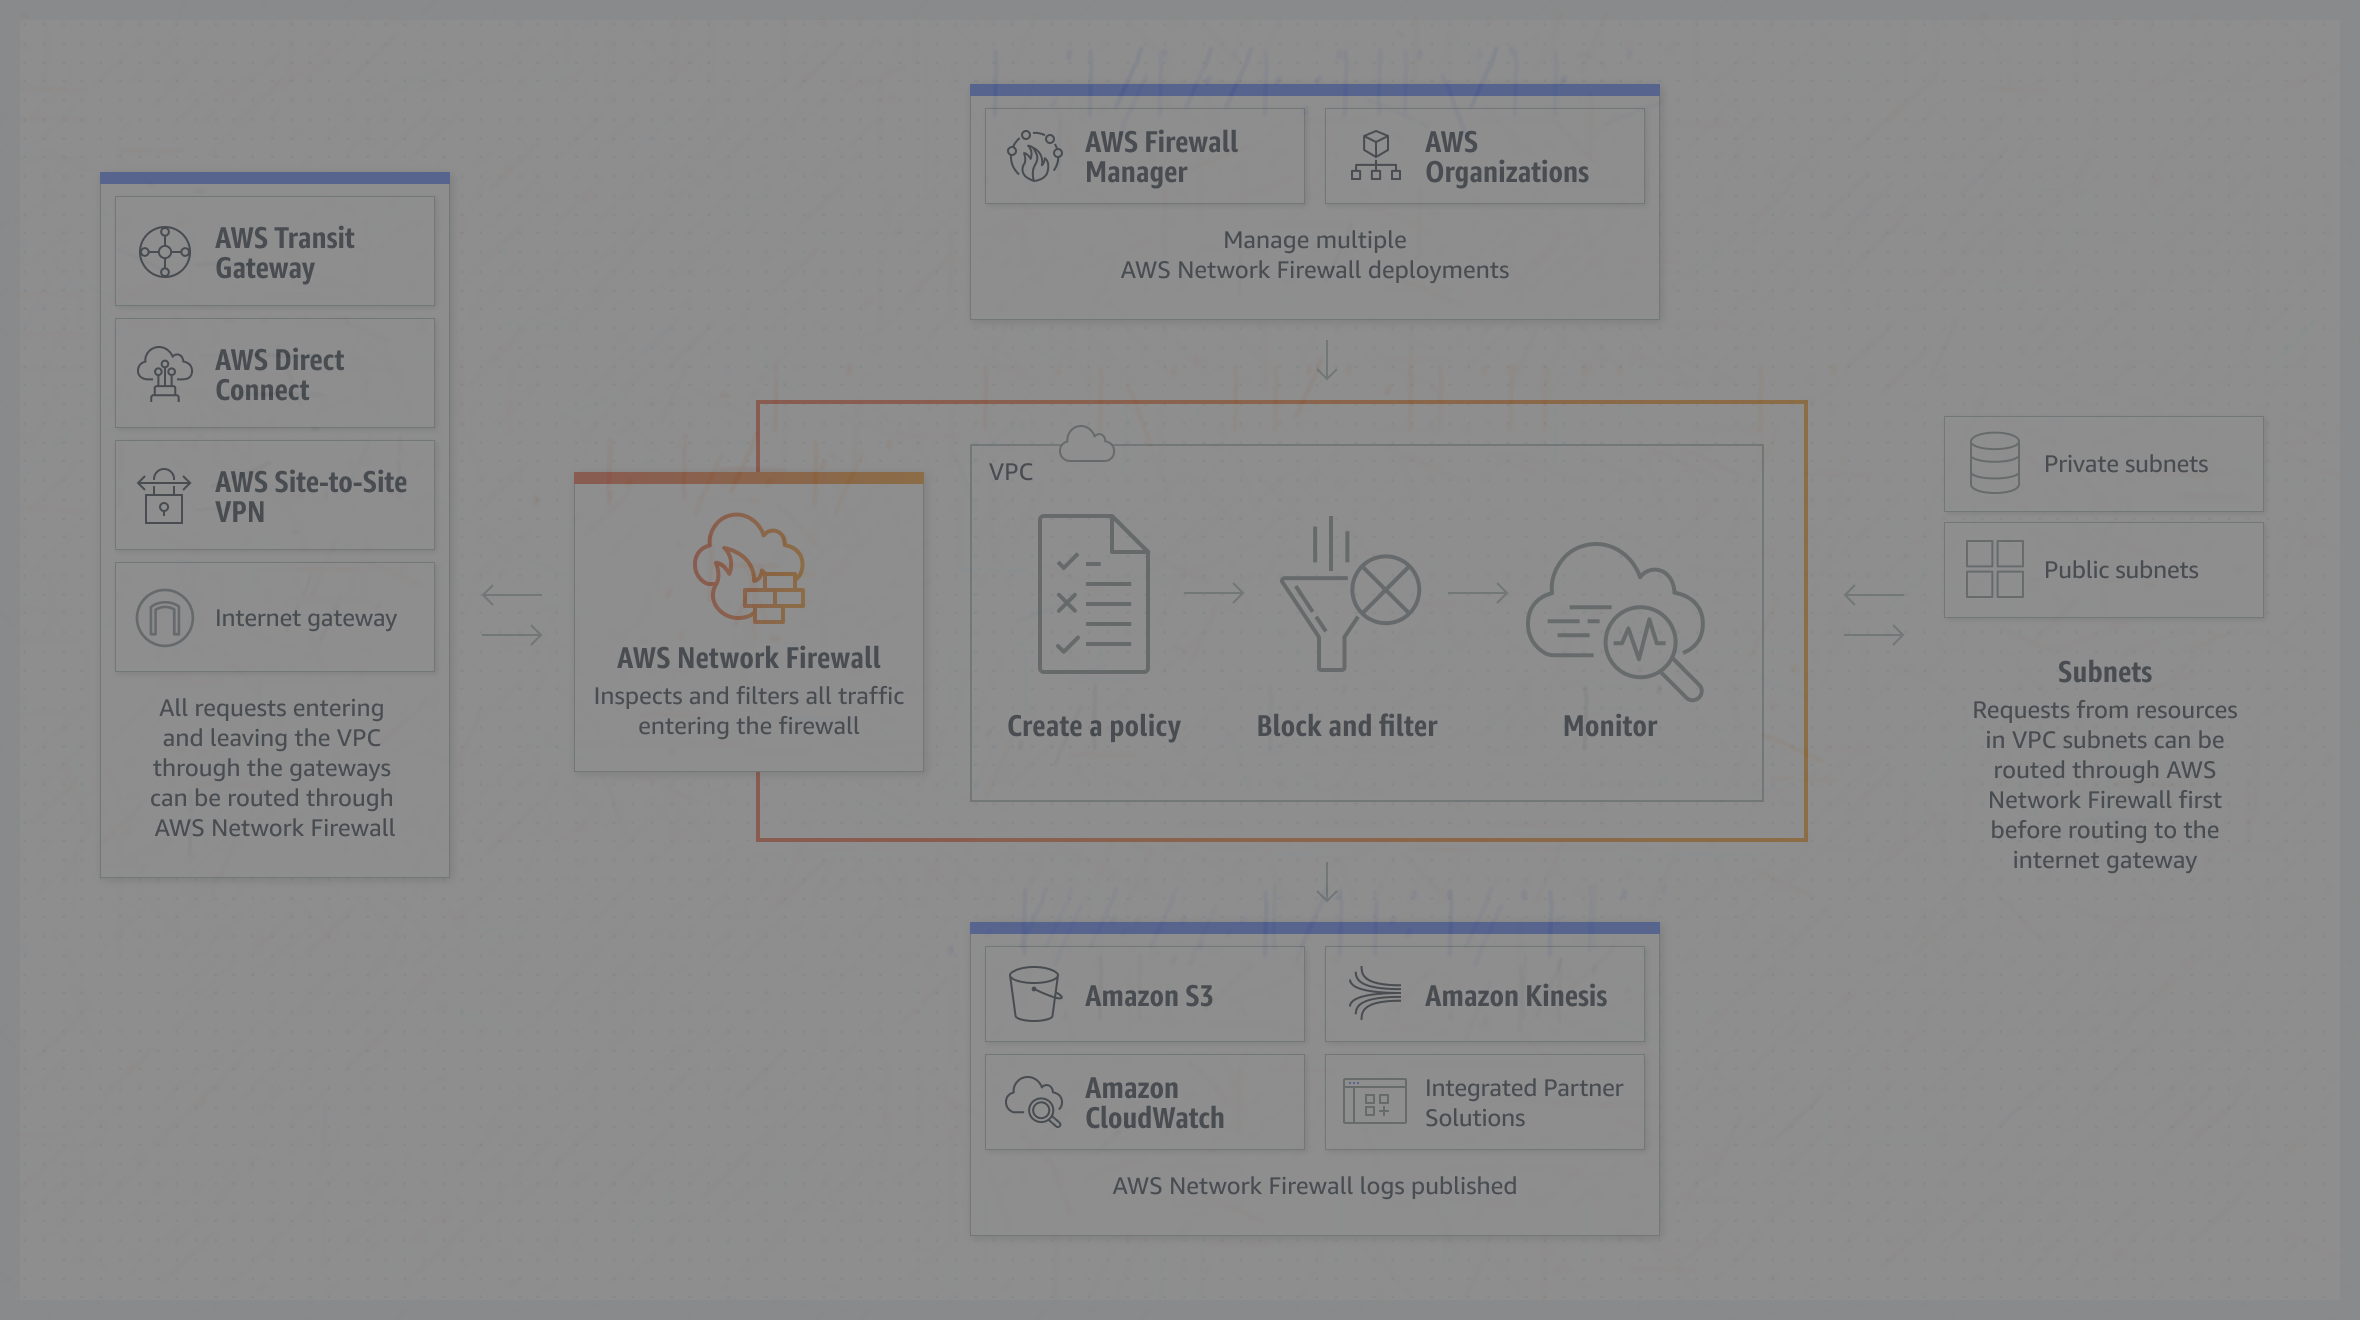 AWS Transit
Gateway
AWS Direct
Connect
AWS Site-to-Site
VPN
Internet gateway
All requests entering
and leaving the VPC
through the gateways
can be routed through
AWS Network Firewall
AWS Network Firewall
Inspects and filters all traffic
entering the firewall
AWS Firewall
Manager
AWS
Organizations
Manage multiple
AWS Network Firewall deployments
VPC
Create a policy
Block and filter
Monitor
Amazon S3
Amazon Kinesis
Amazon
CloudWatch
Integrated Partner
Solutions
AWS Network Firewall logs published
Private subnets
Public subnets
Subnets
Requests from resources
in VPC subnets can be
routed through AWS
Network Firewall first
before routing to the
internet gateway